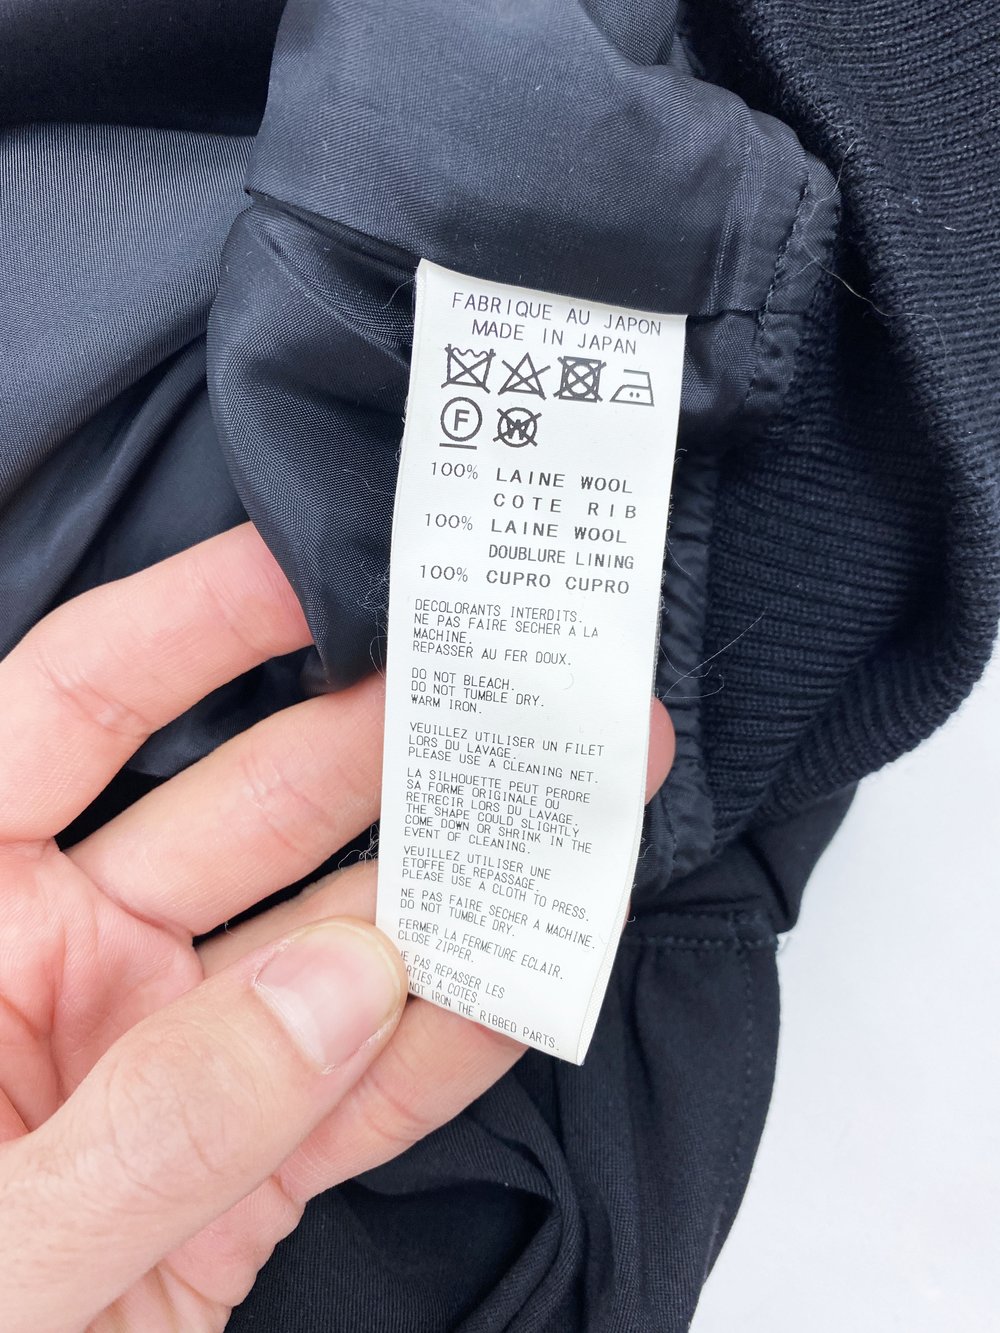 FABRIQUE AU JAPON
MADE IN JAPAN
F W
100% LAINE WOOL
COTE RIB
100% LAINE WOOL
DOUBLURE LINING
100% CUPRO CUPRO
DECOLORANTS INTERDITS.
NE PAS FAIRE SECHER A LA
MACHINE.
REPASSER AU FER DOUX.
DO NOT BLEACH.
DO NOT TUMBLE DRY.
WARM IRON.
VEUILLEZ UTILISER UN FILET
LORS DU LAVAGE.
PLEASE USE A CLEANING NET.
LA SILHOUETTE PEUT PERDRE
SA FORME ORIGINALE OU
RETRECIR LORS DU LAVAGE.
THE SHAPE COULD SLIGHTLY
COME DOWN OR SHRINK IN THE
EVENT OF CLEANING.
VEUILLEZ UTILISER UNE
ETOFFE DE REPASSAGE.
PLEASE USE A CLOTH TO PRESS.
NE PAS FAIRE SECHER A MACHINE.
DO NOT TUMBLE DRY.
FERMER LA FERMETURE ECLAIR.
CLOSE ZIPPER.
PAS REPASSER LES
A COTES.
NOT IRON THE RIBBED PARTS.